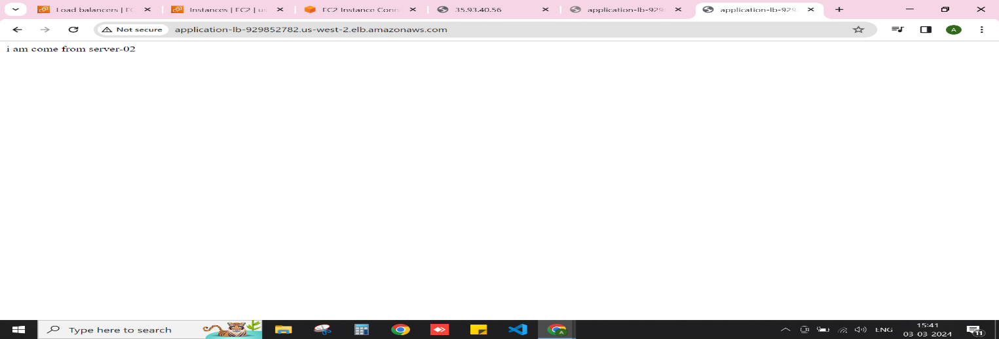 Load balancers | EC
Instances | EC2 | us
EC2 Instance Conn
35.93.40.56
application-lb-929
application-lb-929
Not secure
application-lb-929852782.us-west-2.elb.amazonaws.com
A
i am come from server-02
Type here to search
A
ENG
15:41
03-03-2024
11